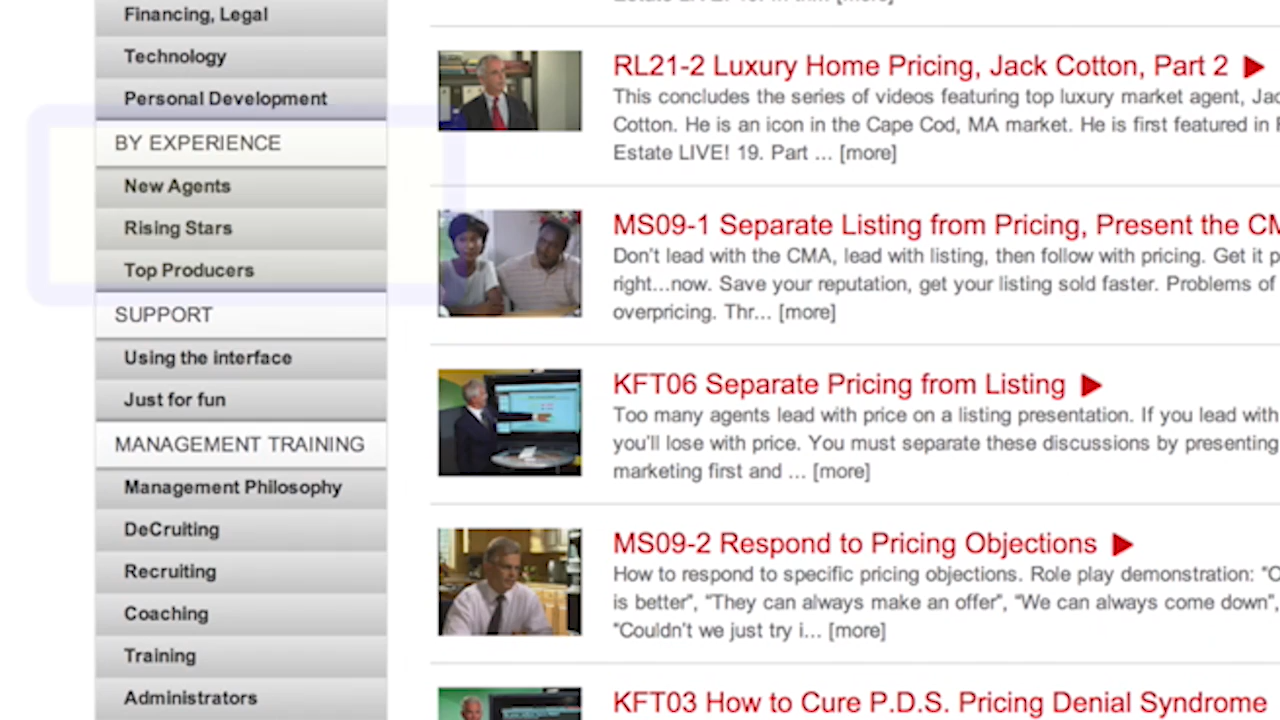 Financing, Legal
Technology
Personal Development
BY EXPERIENCE
New Agents
Rising Stars
Top Producers
SUPPORT
Using the interface
Just for fun
MANAGEMENT TRAINING
Management Philosophy
DeCruiting
Recruiting
Coaching
Training
Administrators
RL21-2 Luxury Home Pricing, Jack Cotton, Part 2
This concludes the series of videos featuring top luxury market agent, Jac
Cotton. He is an icon in the Cape Cod, MA market. He is first featured in
Estate LIVE! 19. Part ... [more]
MS09-1 Separate Listing from Pricing, Present the CM
Don't lead with the CMA, lead with listing, then follow with pricing. Get it
right...now. Save your reputation, get your listing sold faster. Problems of
overpricing. Thr... [more]
KFT06 Separate Pricing from Listing
Too many agents lead with price on a listing presentation. If you lead with
you'll lose with price. You must separate these discussions by presenting
marketing first and ... [more]
MS09-2 Respond to Pricing Objections
How to respond to specific pricing objections. Role play demonstration:
is better", "They can always make an offer", "We can always come down",
"Couldn't we just try i... [more]
KFT03 How to Cure P.D.S. Pricing Denial Syndrome